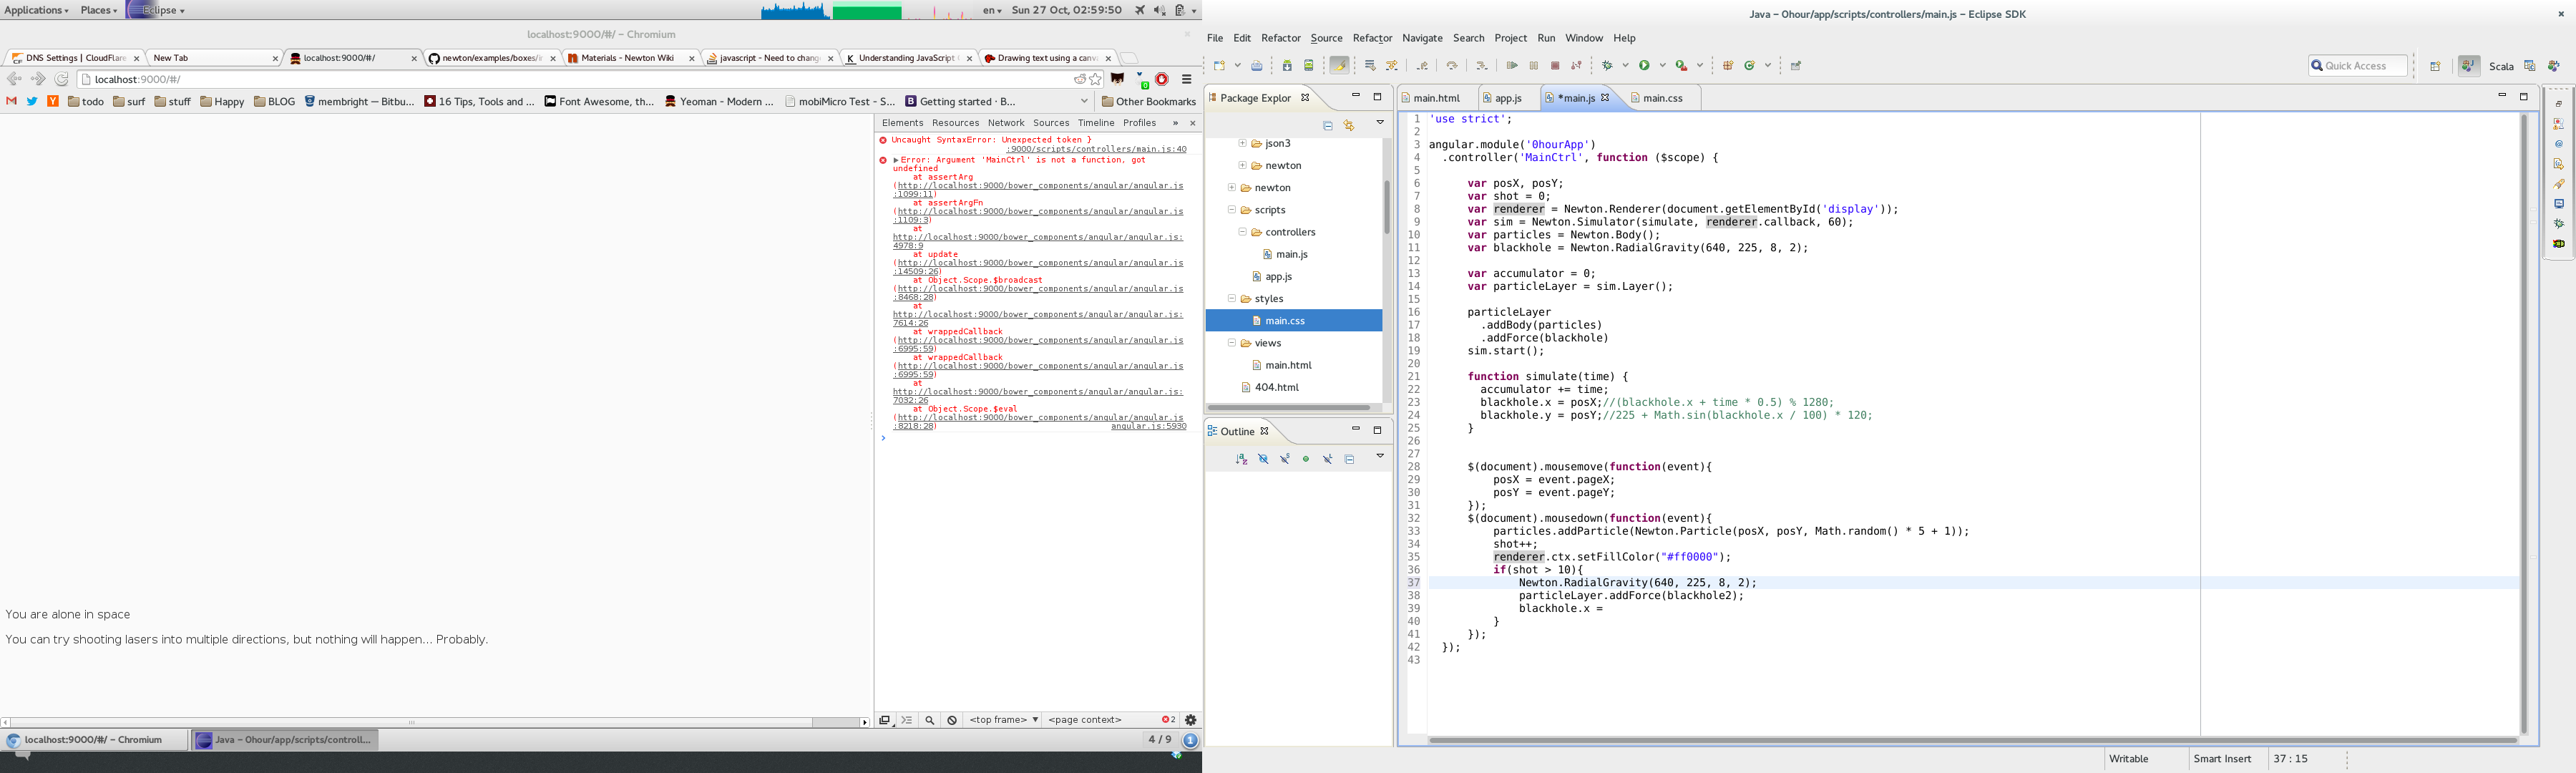 Applications Places Eclipse en Sun 27 Oct, 02:59:50
localhost:9000/#/ – Chromium
DNS Settings | CloudFlare
New Tab
localhost:9000/#/
newton/examples/boxes/i
Materials - Newton Wiki
javascript - Need to change
Understanding JavaScript
Drawing text using a canva
localhost:9000/#/
todo surf stuff Happy BLOG membright — Bitbu... 16 Tips, Tools and ... Font Awesome, th... Yeoman - Modern ... mobiMicro Test - S... Getting started · B... Other Bookmarks
You are alone in space
You can try shooting lasers into multiple directions, but nothing will happen... Probably.
Elements Resources Network Sources Timeline Profiles »
Uncaught SyntaxError: Unexpected token }
:9000/scripts/controllers/main.js:40
Error: Argument 'MainCtrl' is not a function, got
undefined
at assertArg
(http://localhost:9000/bower_components/angular/angular.js
:1099:11)
at assertArgFn
(http://localhost:9000/bower_components/angular/angular.js
:1109:3)
at
http://localhost:9000/bower_components/angular/angular.js:
4978:9
at update
(http://localhost:9000/bower_components/angular/angular.js
:14509:26)
at Object.Scope.$broadcast
(http://localhost:9000/bower_components/angular/angular.js
:8468:28)
at
http://localhost:9000/bower_components/angular/angular.js:
7614:26
at wrappedCallback
(http://localhost:9000/bower_components/angular/angular.js
:6995:59)
at wrappedCallback
(http://localhost:9000/bower_components/angular/angular.js
:6995:59)
at
http://localhost:9000/bower_components/angular/angular.js:
7032:26
at Object.Scope.$eval
(http://localhost:9000/bower_components/angular/angular.js
:8218:28) angular.js:5930
>
<top frame> <page context> 2
localhost:9000/#/ – Chromium
Java – 0hour/app/scripts/controll...
4 / 9 1
Java – 0hour/app/scripts/controllers/main.js – Eclipse SDK
File Edit Refactor Source Refactor Navigate Search Project Run Window Help
Quick Access Scala
Package Explor
json3
newton
newton
scripts
controllers
main.js
app.js
styles
main.css
views
main.html
404.html
Outline
main.html app.js *main.js main.css
1 'use strict';
2
3 angular.module('0hourApp')
4 .controller('MainCtrl', function ($scope) {
5
6 var posX, posY;
7 var shot = 0;
8 var renderer = Newton.Renderer(document.getElementById('display'));
9 var sim = Newton.Simulator(simulate, renderer.callback, 60);
10 var particles = Newton.Body();
11 var blackhole = Newton.RadialGravity(640, 225, 8, 2);
12
13 var accumulator = 0;
14 var particleLayer = sim.Layer();
15
16 particleLayer
17 .addBody(particles)
18 .addForce(blackhole)
19 sim.start();
20
21 function simulate(time) {
22 accumulator += time;
23 blackhole.x = posX;//(blackhole.x + time * 0.5) % 1280;
24 blackhole.y = posY;//225 + Math.sin(blackhole.x / 100) * 120;
25 }
26
27
28 $(document).mousemove(function(event){
29 posX = event.pageX;
30 posY = event.pageY;
31 });
32 $(document).mousedown(function(event){
33 particles.addParticle(Newton.Particle(posX, posY, Math.random() * 5 + 1));
34 shot++;
35 renderer.ctx.setFillColor("#ff0000");
36 if(shot > 10){
37 Newton.RadialGravity(640, 225, 8, 2);
38 particleLayer.addForce(blackhole2);
39 blackhole.x =
40 }
41 });
42 });
43
Writable Smart Insert 37 : 15